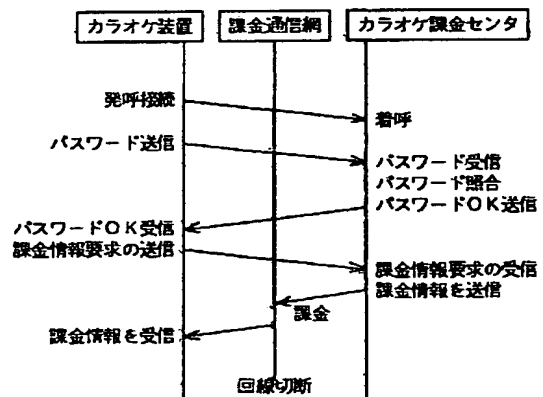 カラオケ装置
課金通信網
カラオケ課金センタ
発呼接続
着呼
パスワード送信
パスワード受信
パスワード照合
パスワードOK送信
パスワードOK受信
課金情報要求の送信
課金情報要求の受信
課金情報を送信
課金
課金情報を受信
回線切断